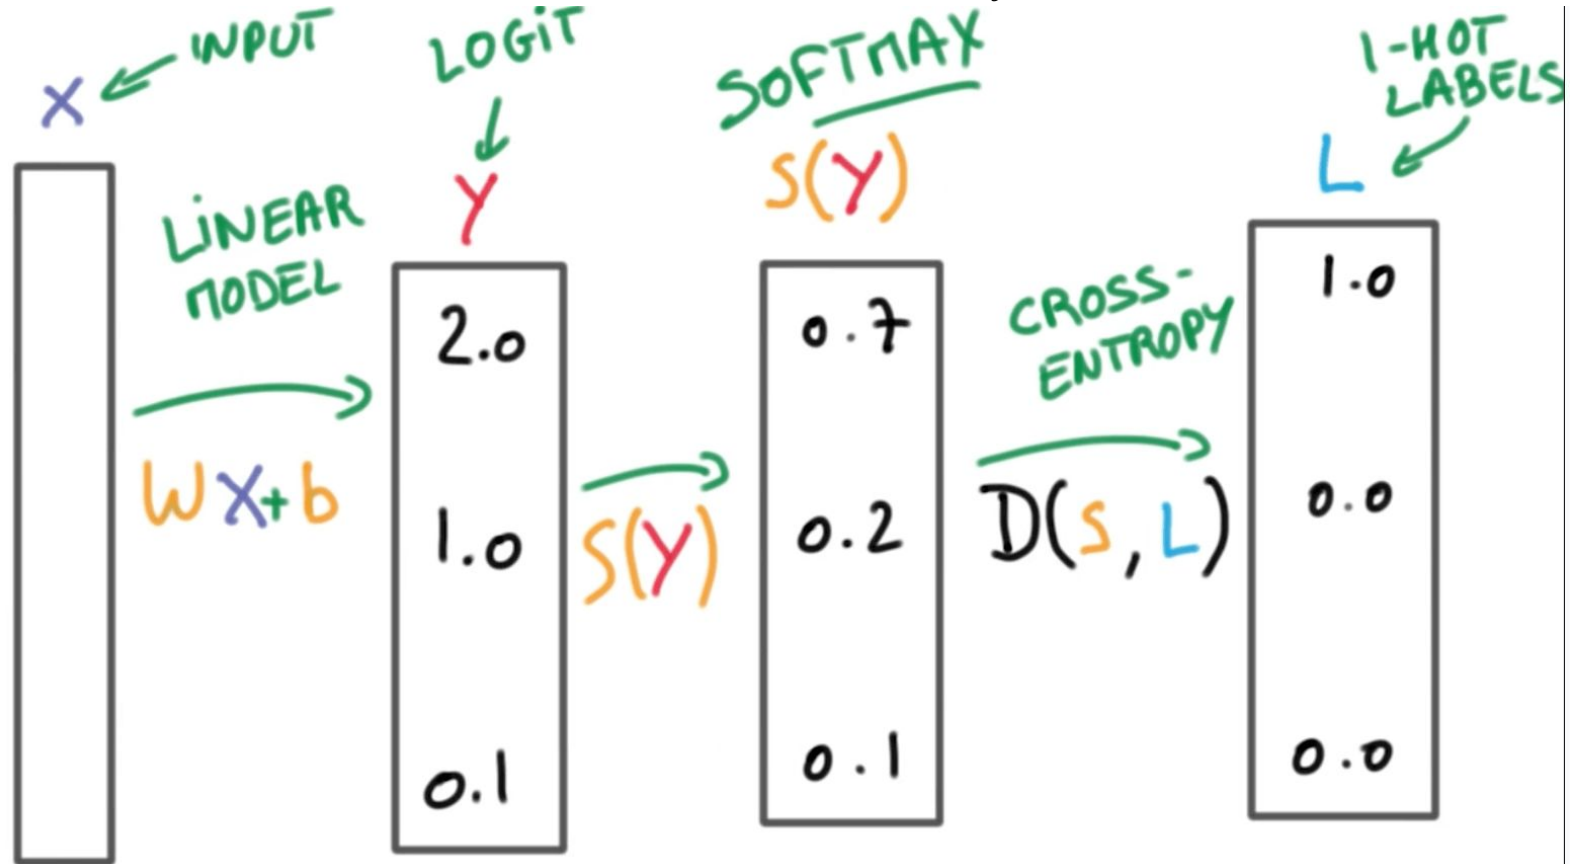 X
INPUT
LINEAR
MODEL
WX+b
LOGiT
Y
2.0
1.0
0.1
S(Y)
SOFTMAX
S(Y)
0.7
0.2
0.1
CROSS-
ENTROPY
D(S,L)
1-HOT
LABELS
L
1.0
0.0
0.0